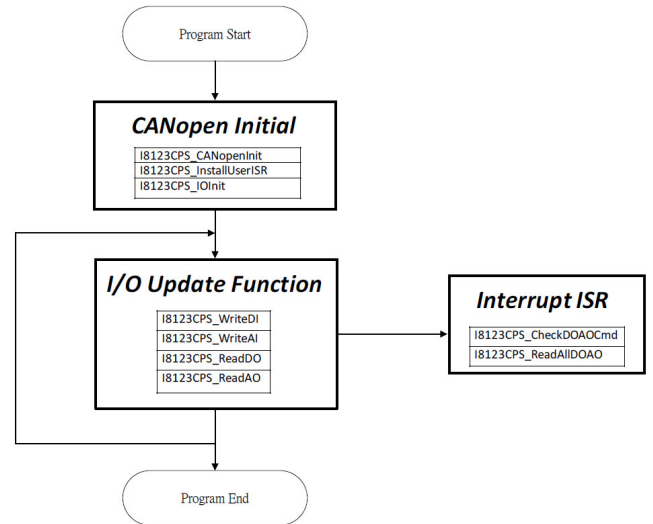 Program Start
CANopen Initial
I8123CPS_CANopenInit
I8123CPS_InstallUserISR
I8123CPS_IOInit
I/O Update Function
I8123CPS_WriteDI
I8123CPS_WriteAI
I8123CPS_ReadDO
I8123CPS_ReadAO
Interrupt ISR
I8123CPS_CheckDOAOCmd
I8123CPS_ReadAllDOAO
Program End